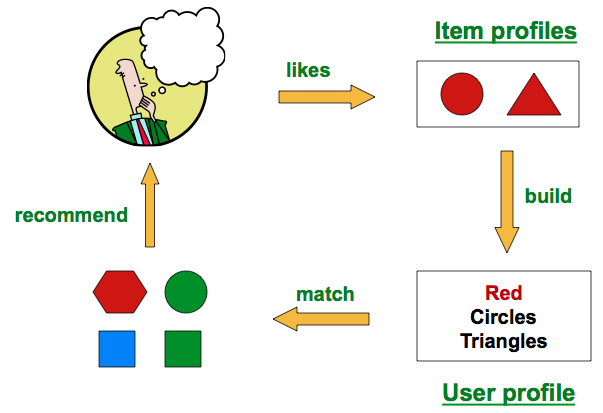 Item profiles
likes
build
recommend
match
Red
Circles
Triangles
User profile